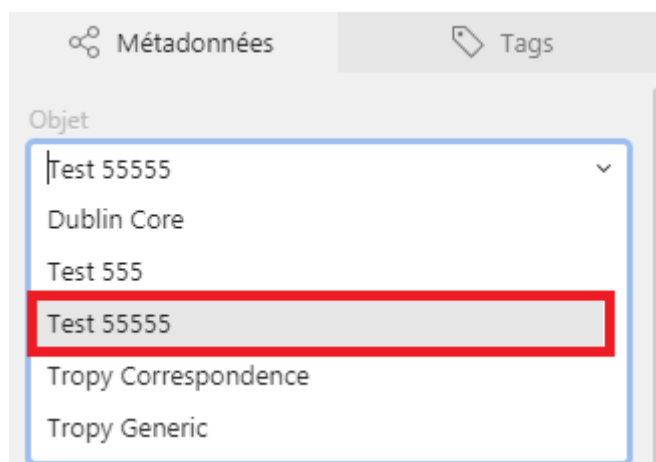 Métadonnées
Tags
Objet
Test 55555
Dublin Core
Test 555
Test 55555
Tropy Correspondence
Tropy Generic